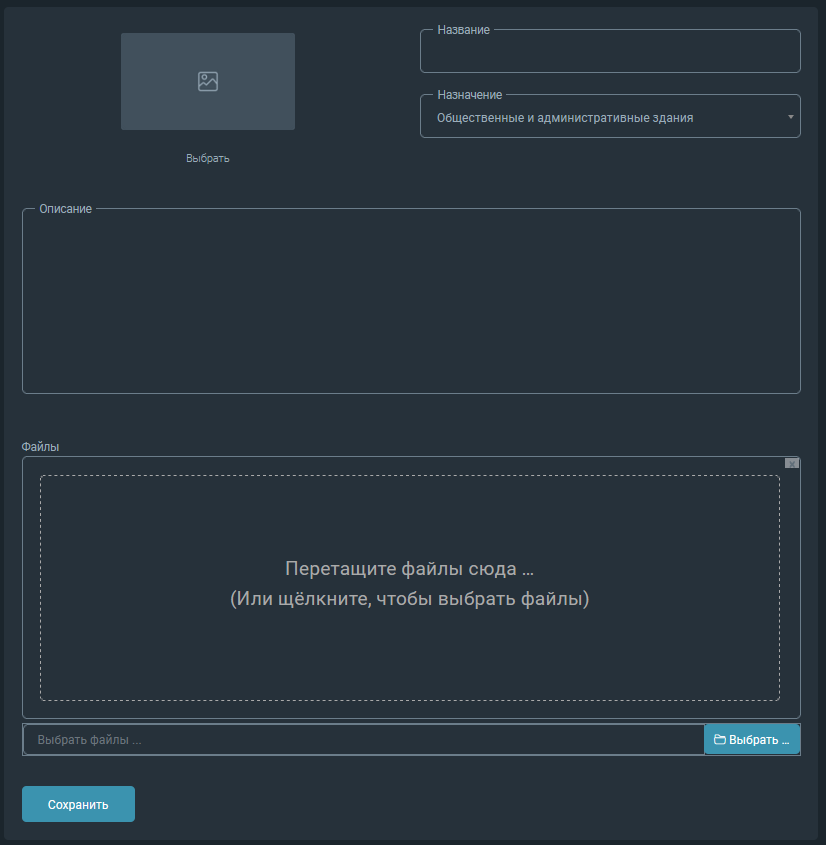 Название
Назначение
Общественные и административные здания
Выбрать
Описание
Файлы
x
Перетащите файлы сюда …
(Или щёлкните, чтобы выбрать файлы)
Выбрать файлы ...
Выбрать …
Сохранить